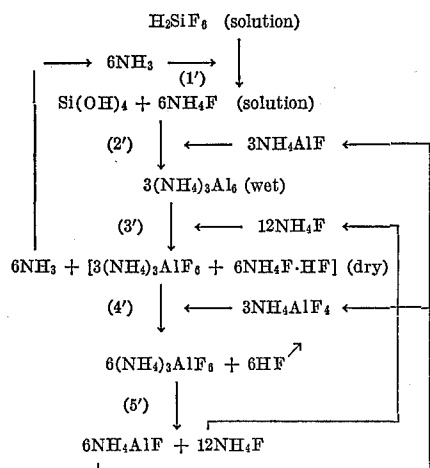 H₂SiF₆ (solution)
6NH₃
(1′)
Si(OH)₄ + 6NH₄F (solution)
(2′)
3NH₄AlF
3(NH₄)₃Al₆ (wet)
(3′)
12NH₄F
6NH₃ + [3(NH₄)₃AlF₆ + 6NH₄F·HF] (dry)
(4′)
3NH₄AlF₄
6(NH₄)₃AlF₆ + 6HF
(5′)
6NH₄AlF + 12NH₄F